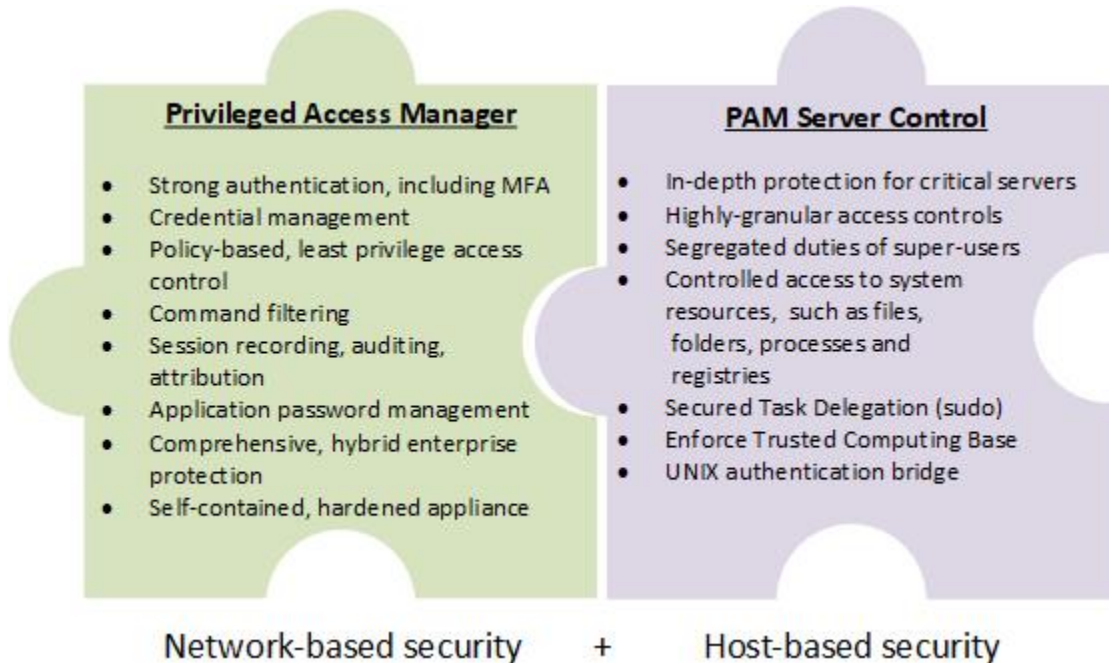 Privileged Access Manager
• Strong authentication, including MFA
• Credential management
• Policy-based, least privilege access
control
• Command filtering
• Session recording, auditing,
attribution
• Application password management
• Comprehensive, hybrid enterprise
protection
• Self-contained, hardened appliance
PAM Server Control
• In-depth protection for critical servers
• Highly-granular access controls
• Segregated duties of super-users
• Controlled access to system
resources, such as files,
folders, processes and
registries
• Secured Task Delegation (sudo)
• Enforce Trusted Computing Base
• UNIX authentication bridge
Network-based security + Host-based security